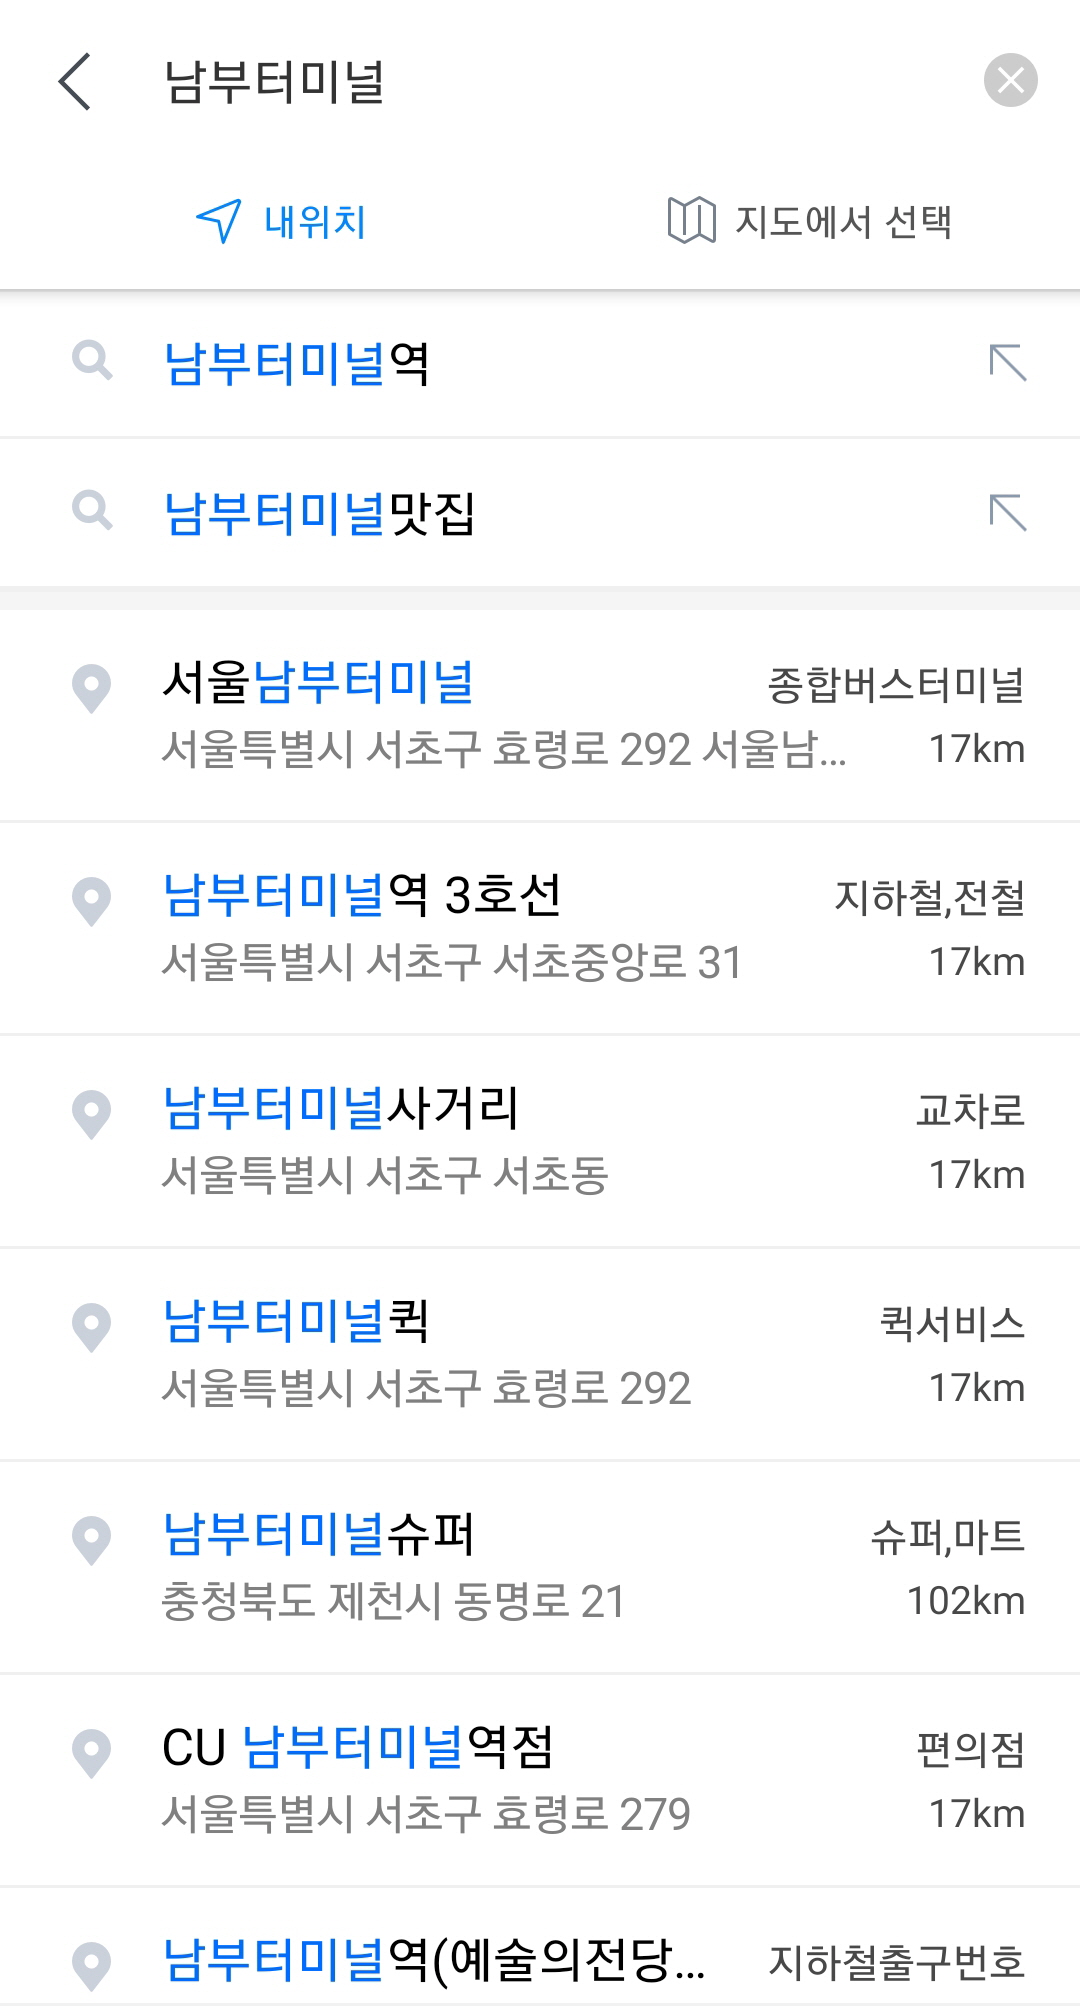 남부터미널
내위치 지도에서 선택
남부터미널역
남부터미널맛집
서울남부터미널 종합버스터미널
서울특별시 서초구 효령로 292 서울남... 17km
남부터미널역 3호선 지하철,전철
서울특별시 서초구 서초중앙로 31 17km
남부터미널사거리 교차로
서울특별시 서초구 서초동 17km
남부터미널퀵 퀵서비스
서울특별시 서초구 효령로 292 17km
남부터미널슈퍼 슈퍼,마트
충청북도 제천시 동명로 21 102km
CU 남부터미널역점 편의점
서울특별시 서초구 효령로 279 17km
남부터미널역(예술의전당... 지하철출구번호